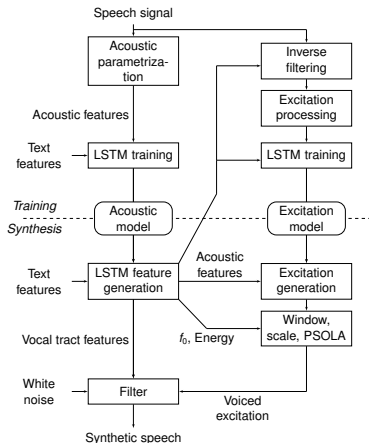 Speech signal
Acoustic
parametriza-
tion
Inverse
filtering
Excitation
processing
Acoustic features
Text
features
LSTM training
LSTM training
Training
Synthesis
Acoustic
model
Excitation
model
Text
features
LSTM feature
generation
Acoustic
features
Excitation
generation
Vocal tract features
f0, Energy
Window,
scale, PSOLA
White
noise
Filter
Voiced
excitation
Synthetic speech